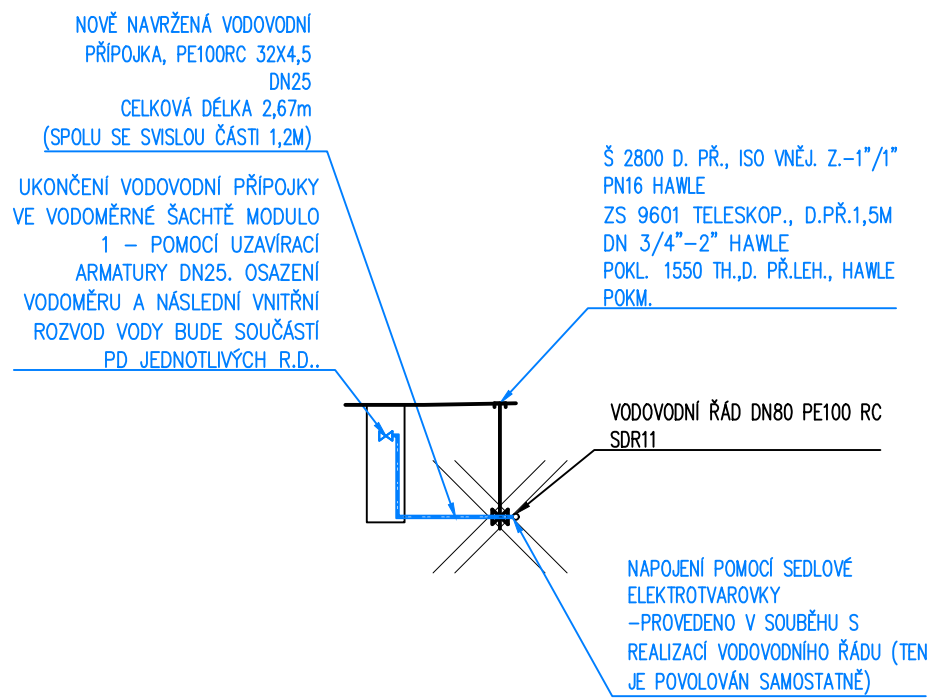 NOVĚ NAVRŽENÁ VODOVODNÍ
PŘÍPOJKA, PE100RC 32X4,5
DN25
CELKOVÁ DÉLKA 2,67m
(SPOLU SE SVISLOU ČÁSTI 1,2M)
UKONČENÍ VODOVODNÍ PŘÍPOJKY
VE VODOMĚRNÉ ŠACHTĚ MODULO
1 – POMOCÍ UZAVÍRACÍ
ARMATURY DN25. OSAZENÍ
VODOMĚRU A NÁSLEDNÍ VNITŘNÍ
ROZVOD VODY BUDE SOUČÁSTÍ
PD JEDNOTLIVÝCH R.D..
Š 2800 D. PŘ., ISO VNĚJ. Z.–1"/1"
PN16 HAWLE
ZS 9601 TELESKOP., D.PŘ.1,5M
DN 3/4"–2" HAWLE
POKL. 1550 TH.,D. PŘ.LEH., HAWLE
POKM.
VODOVODNÍ ŘÁD DN80 PE100 RC
SDR11
NAPOJENÍ POMOCÍ SEDLOVÉ
ELEKTROTVAROVKY
–PROVEDENO V SOUBĚHU S
REALIZACÍ VODOVODNÍHO ŘÁDU (TEN
JE POVOLOVÁN SAMOSTATNĚ)